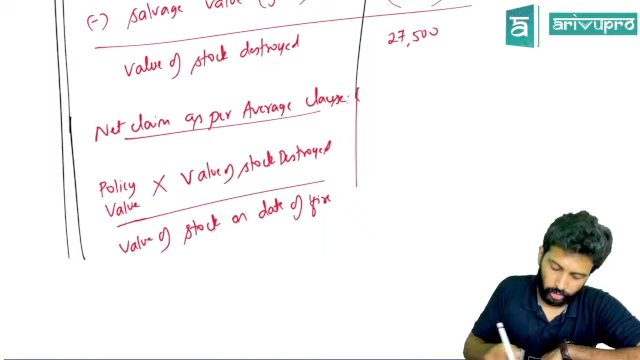 ā arivupro
(-) Salvage Value
Value of stock destroyed 27,500
Net claim as per Average Clause:
Policy Value X Value of Stock Destroyed
Value of stock on date of fire